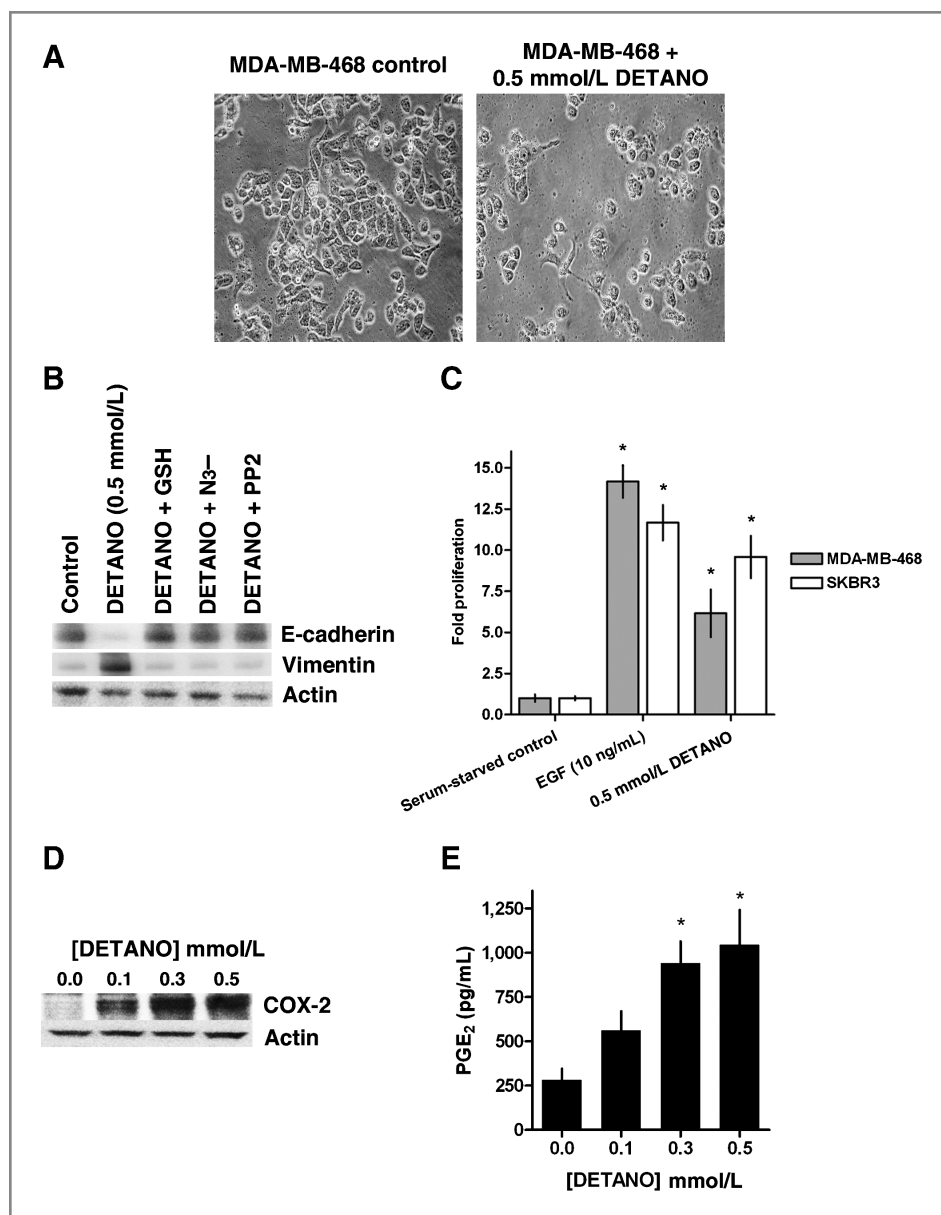 A
MDA-MB-468 control
MDA-MB-468 +
0.5 mmol/L DETANO
B
Control
DETANO (0.5 mmol/L)
DETANO + GSH
DETANO + N3–
DETANO + PP2
E-cadherin
Vimentin
Actin
C
Fold proliferation
15.0
12.5
10.0
7.5
5.0
2.5
0.0
*
*
*
*
MDA-MB-468
SKBR3
Serum-starved control
EGF (10 ng/mL)
0.5 mmol/L DETANO
D
[DETANO] mmol/L
0.0 0.1 0.3 0.5
COX-2
Actin
E
PGE2 (pg/mL)
1,250
1,000
750
500
250
0
*
*
0.0 0.1 0.3 0.5
[DETANO] mmol/L